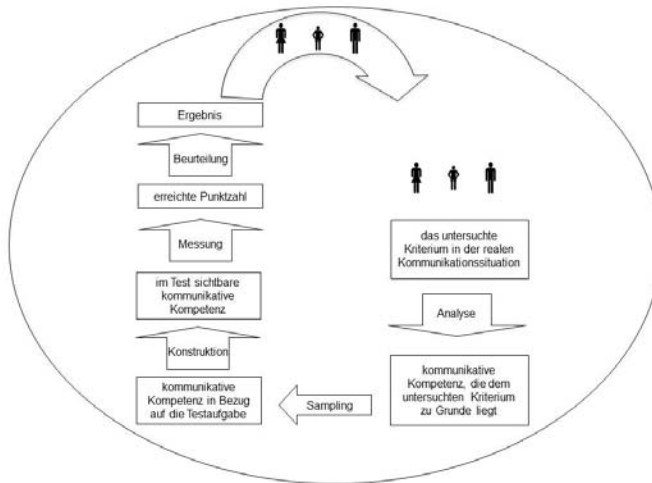 Ergebnis
Beurteilung
erreichte Punktzahl
Messung
im Test sichtbare
kommunikative
Kompetenz
Konstruktion
kommunikative
Kompetenz in Bezug
auf die Testaufgabe
das untersuchte
Kriterium in der realen
Kommunikationssituation
Analyse
kommunikative
Kompetenz, die dem
untersuchten Kriterium
zu Grunde liegt
Sampling